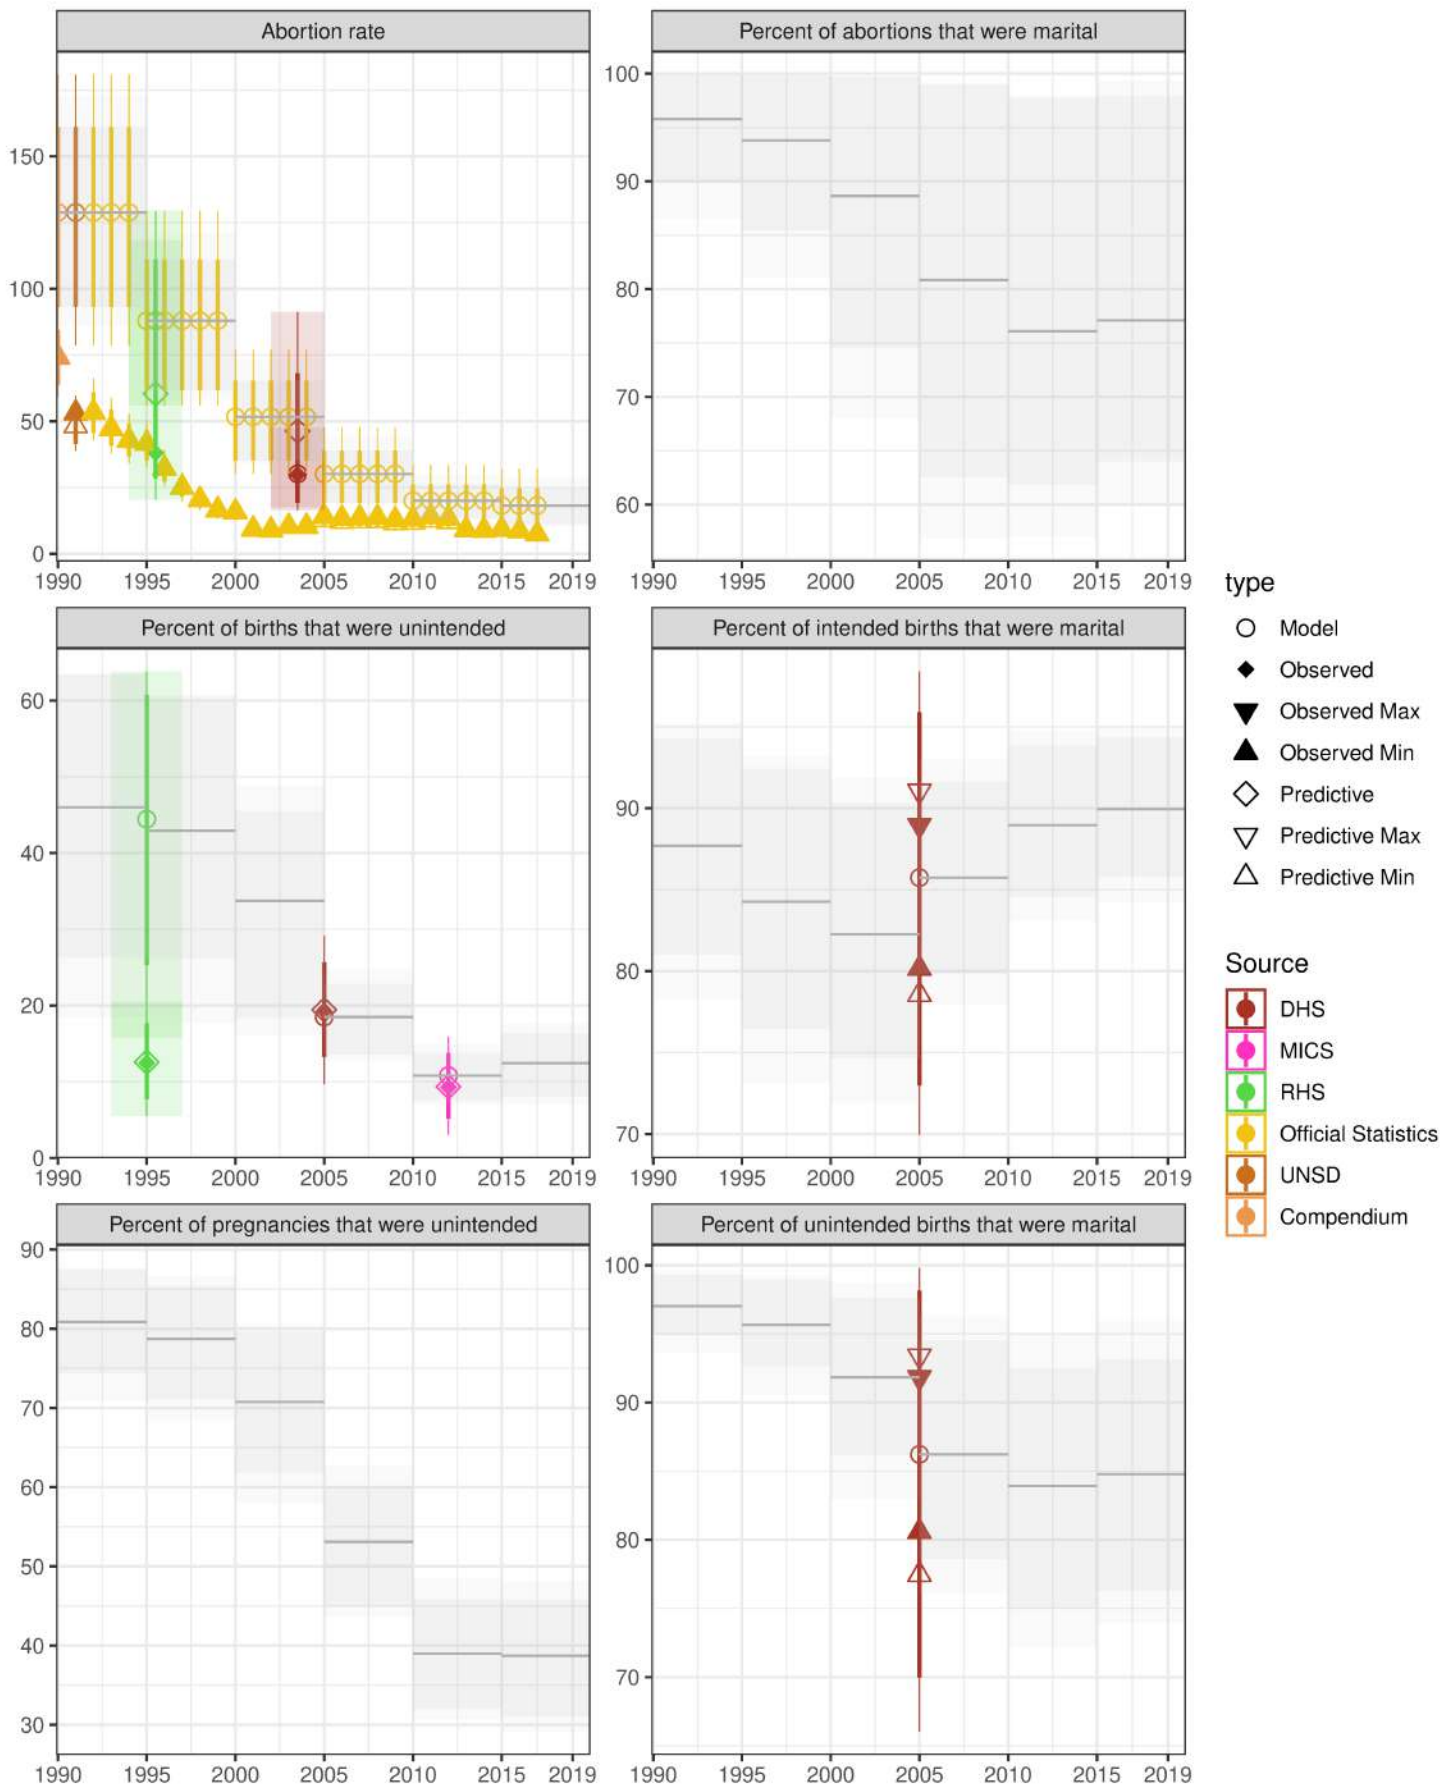 Abortion rate
Percent of abortions that were marital
150
100
50
0
1990 1995 2000 2005 2010 2015 2019
100
90
80
70
60
1990 1995 2000 2005 2010 2015 2019
Percent of births that were unintended
Percent of intended births that were marital
60
40
20
0
1990 1995 2000 2005 2010 2015 2019
90
80
70
1990 1995 2000 2005 2010 2015 2019
Percent of pregnancies that were unintended
Percent of unintended births that were marital
90
80
70
60
50
40
30
1990 1995 2000 2005 2010 2015 2019
100
90
80
70
1990 1995 2000 2005 2010 2015 2019
type
Model
Observed
Observed Max
Observed Min
Predictive
Predictive Max
Predictive Min
Source
DHS
MICS
RHS
Official Statistics
UNSD
Compendium